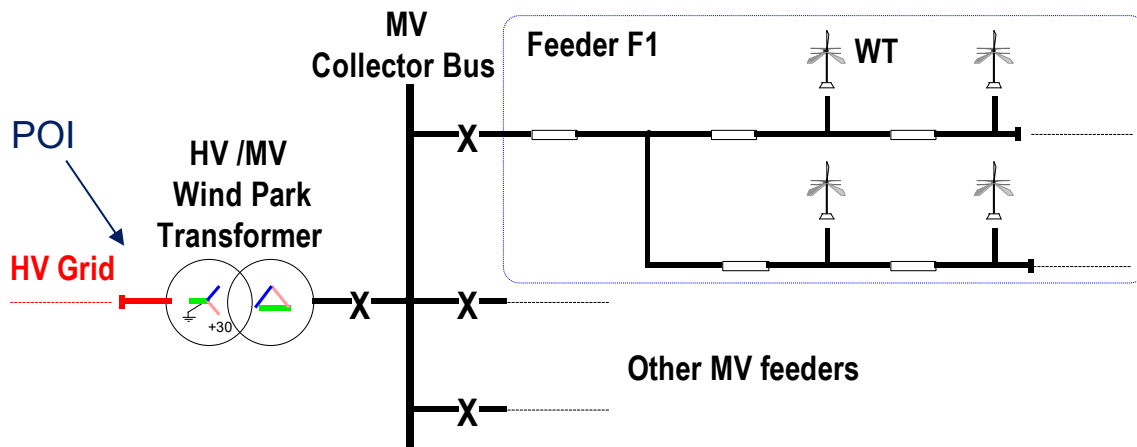 MV
Collector Bus
Feeder F1
WT
POI
HV /MV
Wind Park
Transformer
HV Grid
+30
X
X
X
X
Other MV feeders